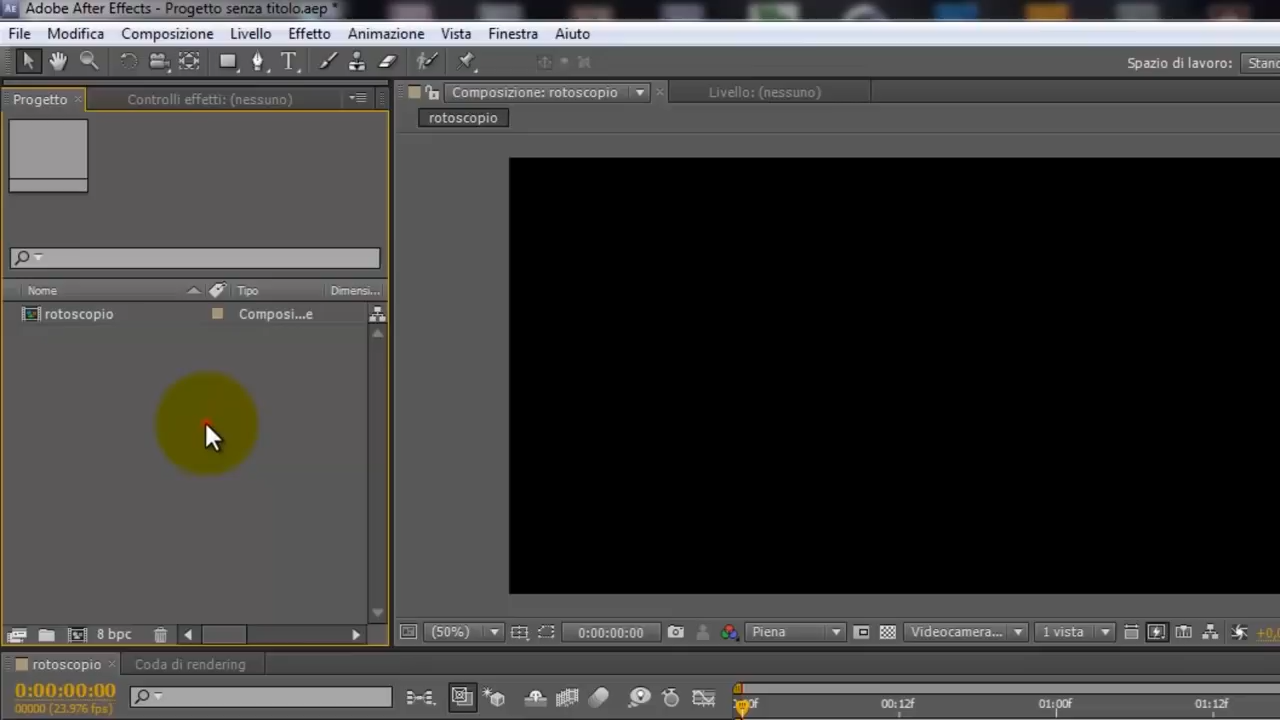 Adobe After Effects - Progetto senza titolo.aep *
File Modifica Composizione Livello Effetto Animazione Vista Finestra Aiuto
Spazio di lavoro: Stand
Progetto Controlli effetti: (nessuno) Composizione: rotoscopio Livello: (nessuno)
rotoscopio
Nome Tipo Dimensi...
rotoscopio Composi...e
8 bpc (50%) 0:00:00:00 Piena Videocamera... 1 vista +0,
rotoscopio Coda di rendering
0:00:00:00
00000 (23.976 fps)
00:12f 01:00f 01:12f